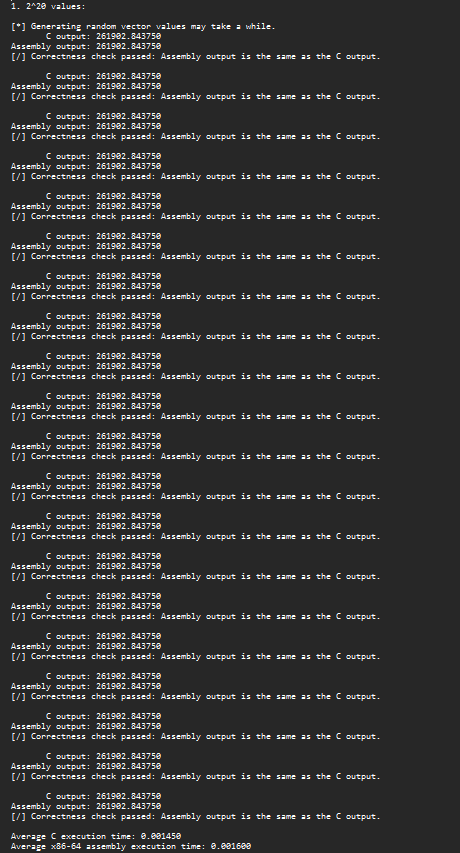 1. 2^20 values:
[*] Generating random vector values may take a while.
C output: 261902.843750
Assembly output: 261902.843750
[/] Correctness check passed: Assembly output is the same as the C output.
C output: 261902.843750
Assembly output: 261902.843750
[/] Correctness check passed: Assembly output is the same as the C output.
C output: 261902.843750
Assembly output: 261902.843750
[/] Correctness check passed: Assembly output is the same as the C output.
C output: 261902.843750
Assembly output: 261902.843750
[/] Correctness check passed: Assembly output is the same as the C output.
C output: 261902.843750
Assembly output: 261902.843750
[/] Correctness check passed: Assembly output is the same as the C output.
C output: 261902.843750
Assembly output: 261902.843750
[/] Correctness check passed: Assembly output is the same as the C output.
C output: 261902.843750
Assembly output: 261902.843750
[/] Correctness check passed: Assembly output is the same as the C output.
C output: 261902.843750
Assembly output: 261902.843750
[/] Correctness check passed: Assembly output is the same as the C output.
C output: 261902.843750
Assembly output: 261902.843750
[/] Correctness check passed: Assembly output is the same as the C output.
C output: 261902.843750
Assembly output: 261902.843750
[/] Correctness check passed: Assembly output is the same as the C output.
C output: 261902.843750
Assembly output: 261902.843750
[/] Correctness check passed: Assembly output is the same as the C output.
C output: 261902.843750
Assembly output: 261902.843750
[/] Correctness check passed: Assembly output is the same as the C output.
C output: 261902.843750
Assembly output: 261902.843750
[/] Correctness check passed: Assembly output is the same as the C output.
C output: 261902.843750
Assembly output: 261902.843750
[/] Correctness check passed: Assembly output is the same as the C output.
C output: 261902.843750
Assembly output: 261902.843750
[/] Correctness check passed: Assembly output is the same as the C output.
C output: 261902.843750
Assembly output: 261902.843750
[/] Correctness check passed: Assembly output is the same as the C output.
C output: 261902.843750
Assembly output: 261902.843750
[/] Correctness check passed: Assembly output is the same as the C output.
C output: 261902.843750
Assembly output: 261902.843750
[/] Correctness check passed: Assembly output is the same as the C output.
C output: 261902.843750
Assembly output: 261902.843750
[/] Correctness check passed: Assembly output is the same as the C output.
C output: 261902.843750
Assembly output: 261902.843750
[/] Correctness check passed: Assembly output is the same as the C output.
Average C execution time: 0.001450
Average x86-64 assembly execution time: 0.001600